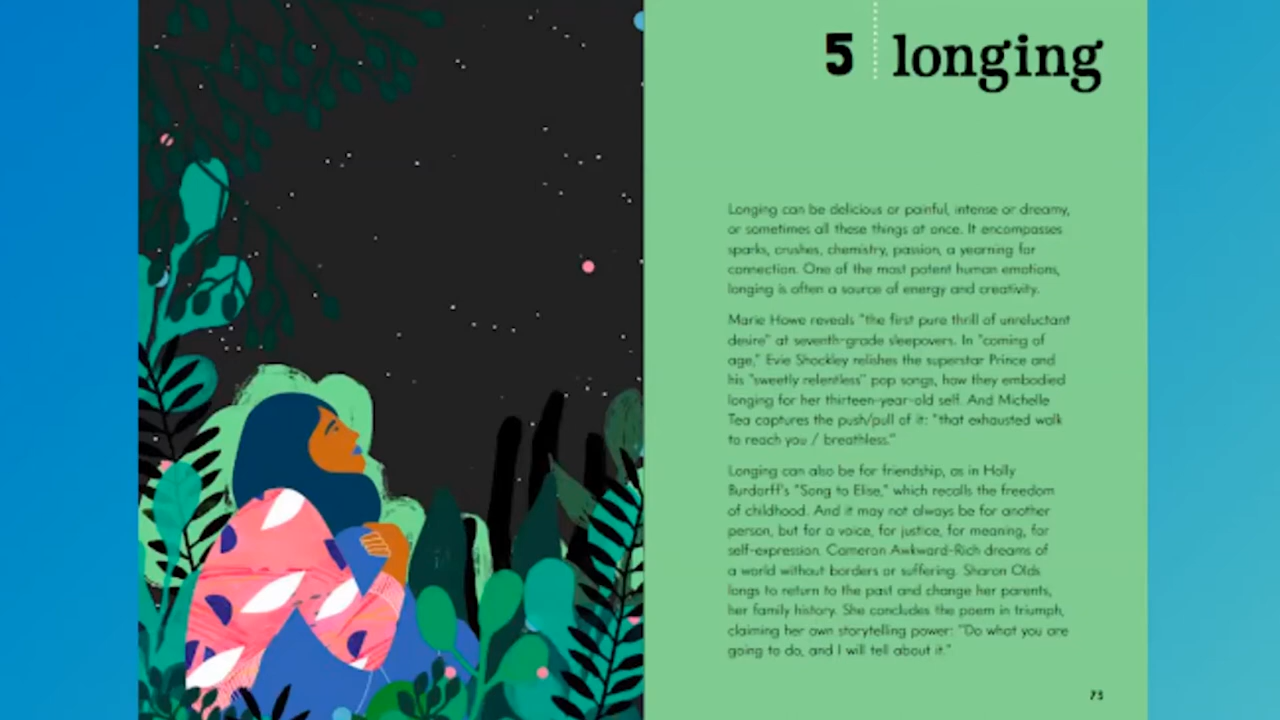 5 longing
Longing can be delicious or painful, intense or dreamy,
or sometimes all these things at once. It encompasses
sparks, crushes, chemistry, passion, a yearning for
connection. One of the most potent human emotions,
longing is often a source of energy and creativity.
Marie Howe reveals "the first pure thrill of unreluctant
desire" at seventh-grade sleepovers. In "coming of
age," Evie Shockley relishes the superstar Prince and
his "sweetly relentless" pop songs, how they embodied
longing for her thirteen-year-old self. And Michelle
Tea captures the push/pull of it: "that exhausted walk
to reach you / breathless."
Longing can also be for friendship, as in Holly
Burdorff's "Song to Elise," which recalls the freedom
of childhood. And it may not always be for another
person, but for a voice, for justice, for meaning, for
self-expression. Cameron Awkward-Rich dreams of
a world without borders or suffering. Sharon Olds
longs to return to the past and change her parents,
her family history. She concludes the poem in triumph,
claiming her own storytelling power: "Do what you are
going to do, and I will tell about it."
75